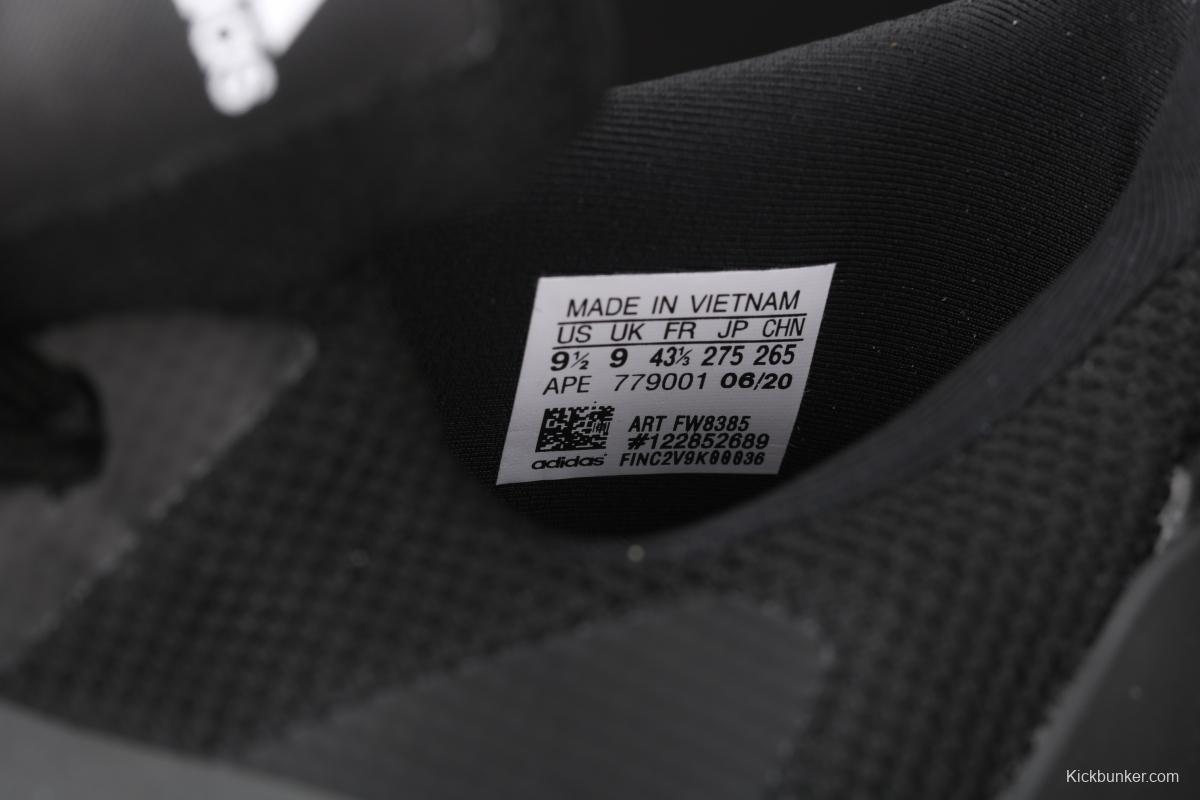 MADE IN VIETNAM
US UK FR JP CHN
9½ 9 43⅓ 275 265
APE 779001 06/20
ART FW8385
#122852689
adidas FINC2V9K00036
Kickbunker.com